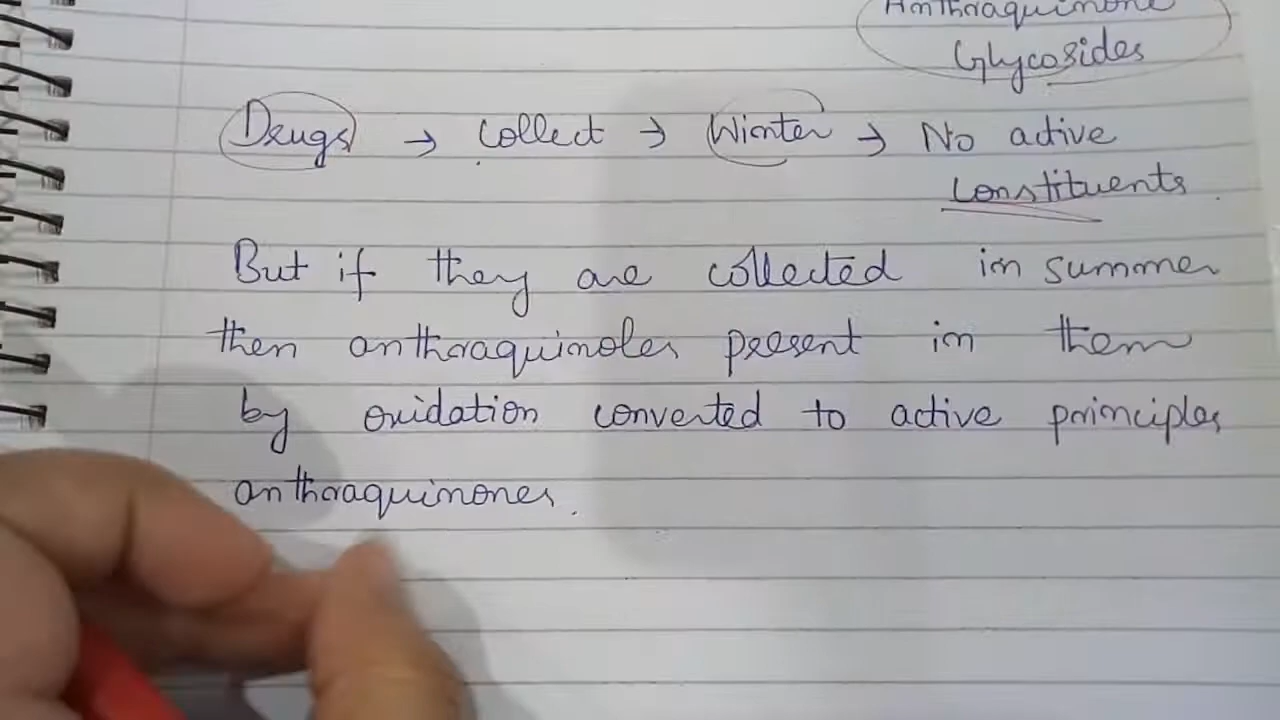 Anthraquinone
Glycosides
Drugs → Collect → Winter → No active
constituents.
But if they are collected in summer
then anthraquinoles present in them
by oxidation converted to active principles
anthraquinones.